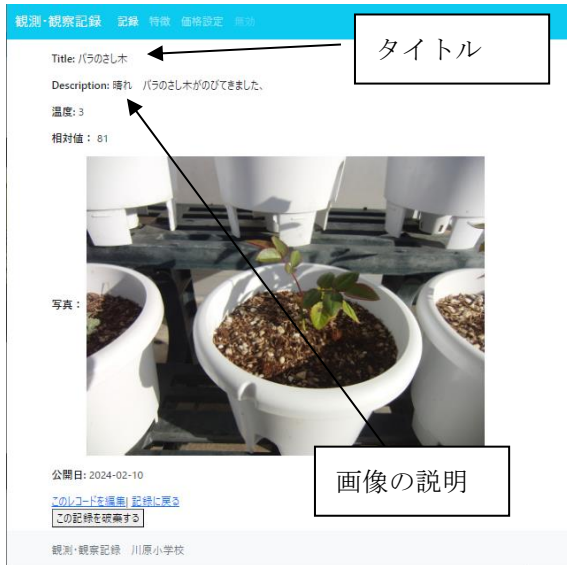 観測・観察記録 記録 特徴 価格設定 無効
タイトル
Title: バラのさし木
Description: 晴れ バラのさし木がのびてきました、
温度: 3
相対値： 81
写真：
画像の説明
公開日: 2024-02-10
このレコードを編集| 記録に戻る
この記録を破棄する
観測・観察記録 川原小学校